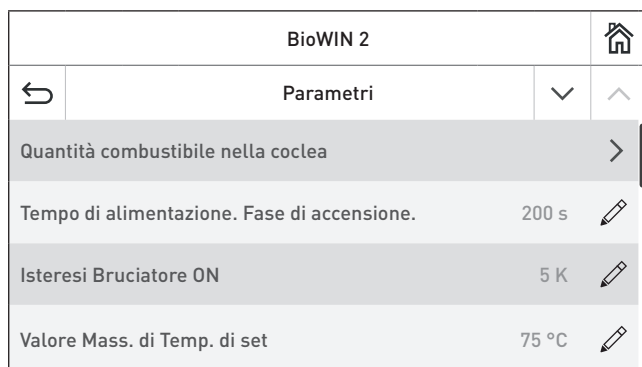 BioWIN 2
Parametri
Quantità combustibile nella coclea
Tempo di alimentazione. Fase di accensione. 200 s
Isteresi Bruciatore ON 5 K
Valore Mass. di Temp. di set 75 °C